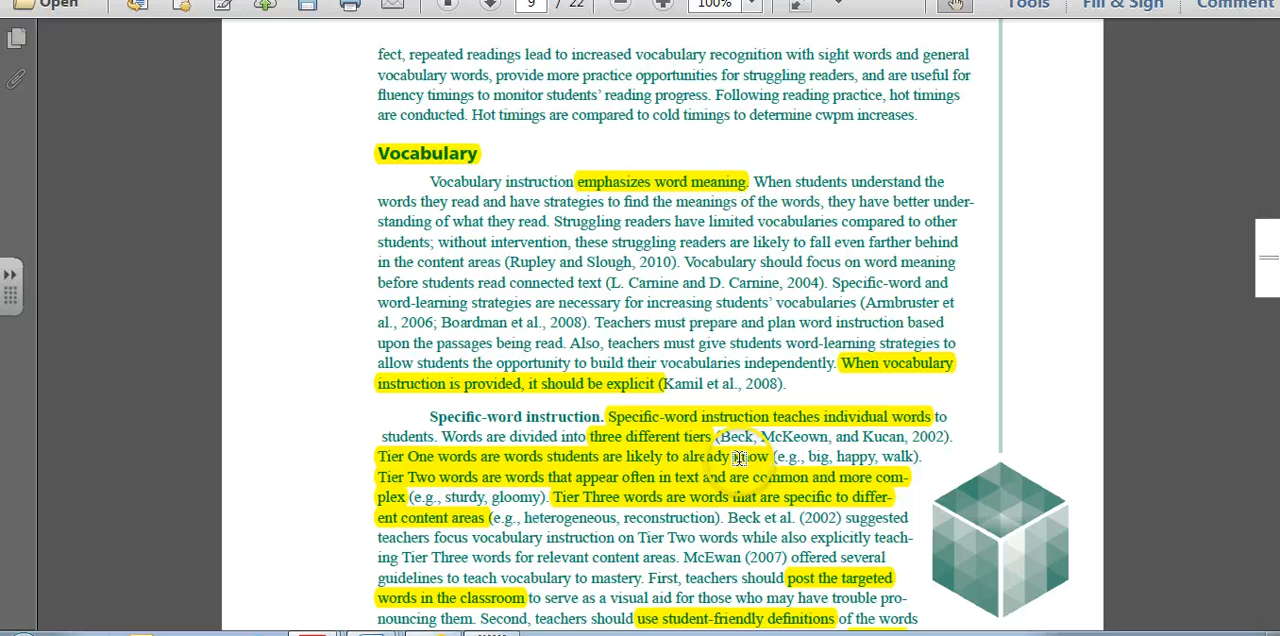 Open
9 / 22
100%
Tools
Fill & Sign
Comment
fect, repeated readings lead to increased vocabulary recognition with sight words and general
vocabulary words, provide more practice opportunities for struggling readers, and are useful for
fluency timings to monitor students’ reading progress. Following reading practice, hot timings
are conducted. Hot timings are compared to cold timings to determine cwpm increases.
Vocabulary
Vocabulary instruction emphasizes word meaning. When students understand the
words they read and have strategies to find the meanings of the words, they have better under-
standing of what they read. Struggling readers have limited vocabularies compared to other
students; without intervention, these struggling readers are likely to fall even farther behind
in the content areas (Rupley and Slough, 2010). Vocabulary should focus on word meaning
before students read connected text (L. Carnine and D. Carnine, 2004). Specific-word and
word-learning strategies are necessary for increasing students’ vocabularies (Armbruster et
al., 2006; Boardman et al., 2008). Teachers must prepare and plan word instruction based
upon the passages being read. Also, teachers must give students word-learning strategies to
allow students the opportunity to build their vocabularies independently. When vocabulary
instruction is provided, it should be explicit (Kamil et al., 2008).
Specific-word instruction. Specific-word instruction teaches individual words to
students. Words are divided into three different tiers (Beck, McKeown, and Kucan, 2002).
Tier One words are words students are likely to already know (e.g., big, happy, walk).
Tier Two words are words that appear often in text and are common and more com-
plex (e.g., sturdy, gloomy). Tier Three words are words that are specific to differ-
ent content areas (e.g., heterogeneous, reconstruction). Beck et al. (2002) suggested
teachers focus vocabulary instruction on Tier Two words while also explicitly teach-
ing Tier Three words for relevant content areas. McEwan (2007) offered several
guidelines to teach vocabulary to mastery. First, teachers should post the targeted
words in the classroom to serve as a visual aid for those who may have trouble pro-
nouncing them. Second, teachers should use student-friendly definitions of the words